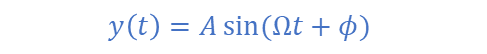 y(t) = A sin(Ωt + ϕ)